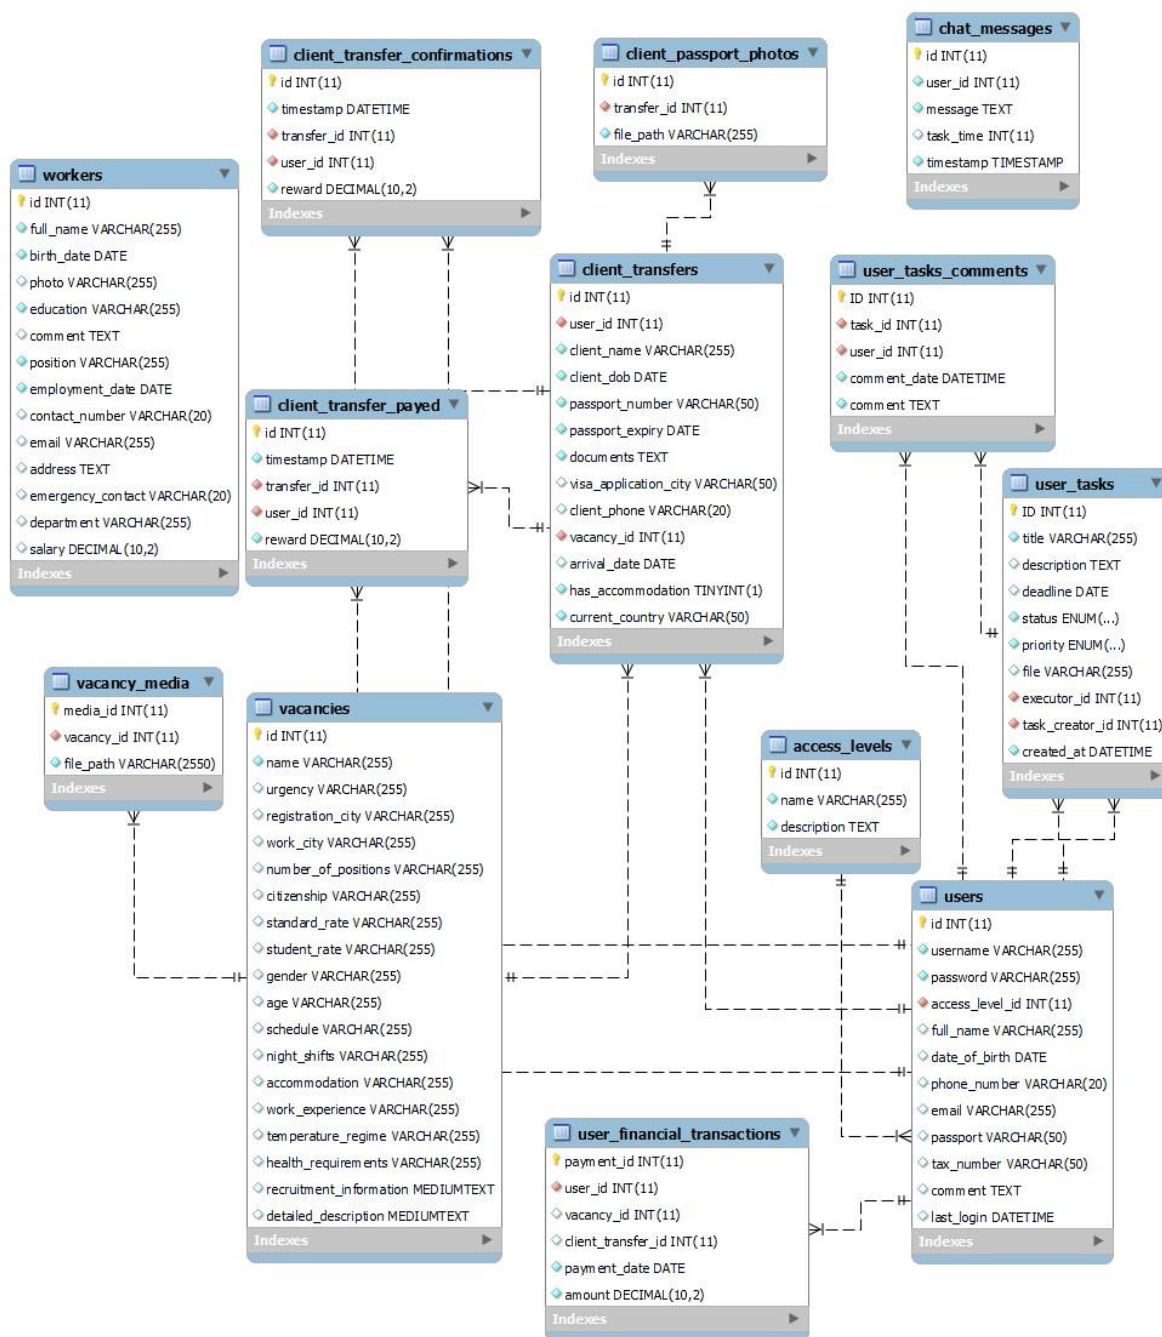 client_transfer_confirmations
id INT(11)
timestamp DATETIME
transfer_id INT(11)
user_id INT(11)
reward DECIMAL(10,2)
Indexes
client_passport_photos
id INT(11)
transfer_id INT(11)
file_path VARCHAR(255)
Indexes
chat_messages
id INT(11)
user_id INT(11)
message TEXT
task_time INT(11)
timestamp TIMESTAMP
Indexes
workers
id INT(11)
full_name VARCHAR(255)
birth_date DATE
photo VARCHAR(255)
education VARCHAR(255)
comment TEXT
position VARCHAR(255)
employment_date DATE
contact_number VARCHAR(20)
email VARCHAR(255)
address TEXT
emergency_contact VARCHAR(20)
department VARCHAR(255)
salary DECIMAL(10,2)
Indexes
client_transfer_payed
id INT(11)
timestamp DATETIME
transfer_id INT(11)
user_id INT(11)
reward DECIMAL(10,2)
Indexes
client_transfers
id INT(11)
user_id INT(11)
client_name VARCHAR(255)
client_dob DATE
passport_number VARCHAR(50)
passport_expiry DATE
documents TEXT
visa_application_city VARCHAR(50)
client_phone VARCHAR(20)
vacancy_id INT(11)
arrival_date DATE
has_accommodation TINYINT(1)
current_country VARCHAR(50)
Indexes
user_tasks_comments
ID INT(11)
task_id INT(11)
user_id INT(11)
comment_date DATETIME
comment TEXT
Indexes
user_tasks
ID INT(11)
title VARCHAR(255)
description TEXT
deadline DATE
status ENUM(...)
priority ENUM(...)
file VARCHAR(255)
executor_id INT(11)
task_creator_id INT(11)
created_at DATETIME
Indexes
vacancy_media
media_id INT(11)
vacancy_id INT(11)
file_path VARCHAR(2550)
Indexes
vacancies
id INT(11)
name VARCHAR(255)
urgency VARCHAR(255)
registration_city VARCHAR(255)
work_city VARCHAR(255)
number_of_positions VARCHAR(255)
citizenship VARCHAR(255)
standard_rate VARCHAR(255)
student_rate VARCHAR(255)
gender VARCHAR(255)
age VARCHAR(255)
schedule VARCHAR(255)
night_shifts VARCHAR(255)
accommodation VARCHAR(255)
work_experience VARCHAR(255)
temperature_regime VARCHAR(255)
health_requirements VARCHAR(255)
recruitment_information MEDIUMTEXT
detailed_description MEDIUMTEXT
Indexes
access_levels
id INT(11)
name VARCHAR(255)
description TEXT
Indexes
users
id INT(11)
username VARCHAR(255)
password VARCHAR(255)
access_level_id INT(11)
full_name VARCHAR(255)
date_of_birth DATE
phone_number VARCHAR(20)
email VARCHAR(255)
passport VARCHAR(50)
tax_number VARCHAR(50)
comment TEXT
last_login DATETIME
Indexes
user_financial_transactions
payment_id INT(11)
user_id INT(11)
vacancy_id INT(11)
client_transfer_id INT(11)
payment_date DATE
amount DECIMAL(10,2)
Indexes